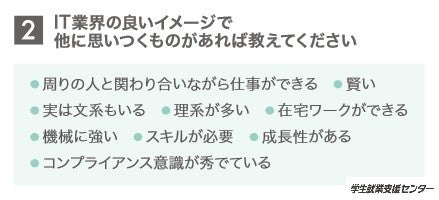 2 IT業界の良いイメージで
他に思いつくものがあれば教えてください
●周りの人と関わり合いながら仕事ができる ●賢い
●実は文系もいる ●理系が多い ●在宅ワークができる
●機械に強い ●スキルが必要 ●成長性がある
●コンプライアンス意識が秀でている
学生就業支援センター